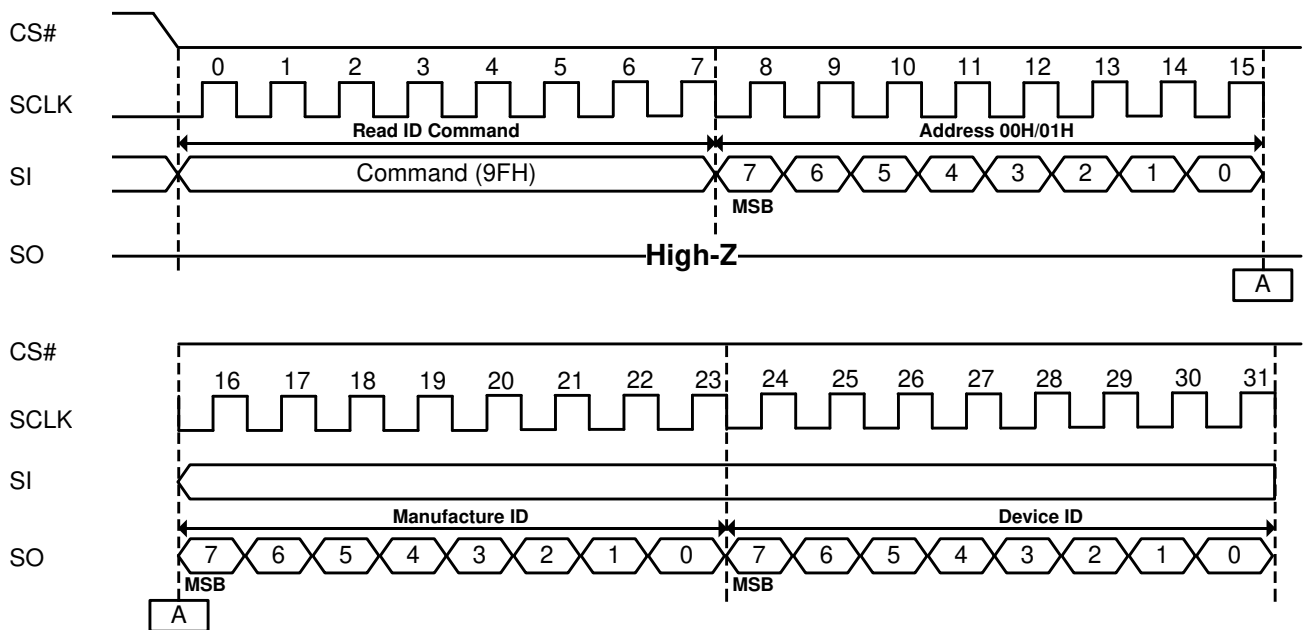 CS#
0 1 2 3 4 5 6 7 8 9 10 11 12 13 14 15
SCLK
Read ID Command Address 00H/01H
SI Command (9FH) 7 6 5 4 3 2 1 0
MSB
SO High-Z
A
CS#
16 17 18 19 20 21 22 23 24 25 26 27 28 29 30 31
SCLK
SI
Manufacture ID Device ID
SO 7 6 5 4 3 2 1 0 7 6 5 4 3 2 1 0
MSB MSB
A